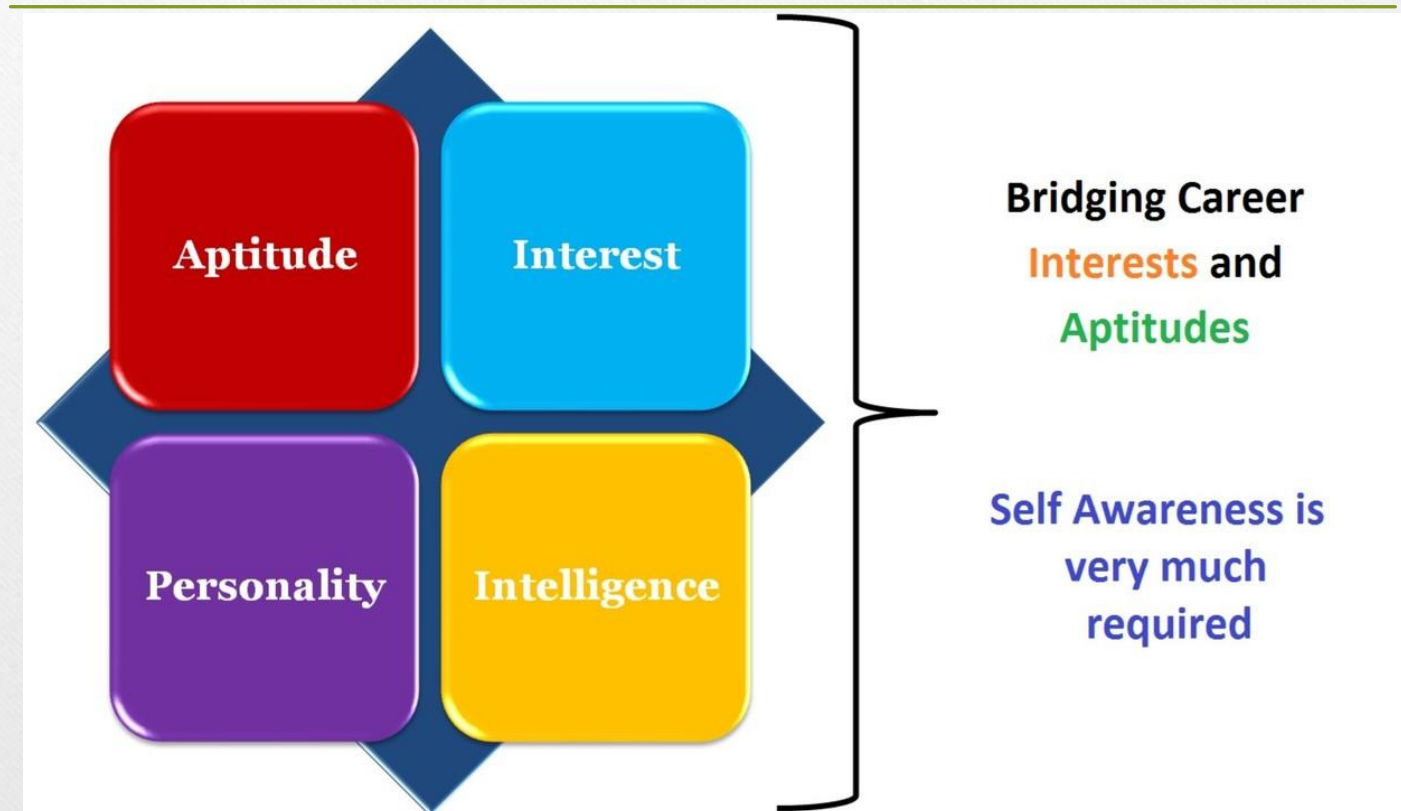 Aptitude
Interest
Personality
Intelligence
Bridging Career
Interests and
Aptitudes
Self Awareness is
very much
required